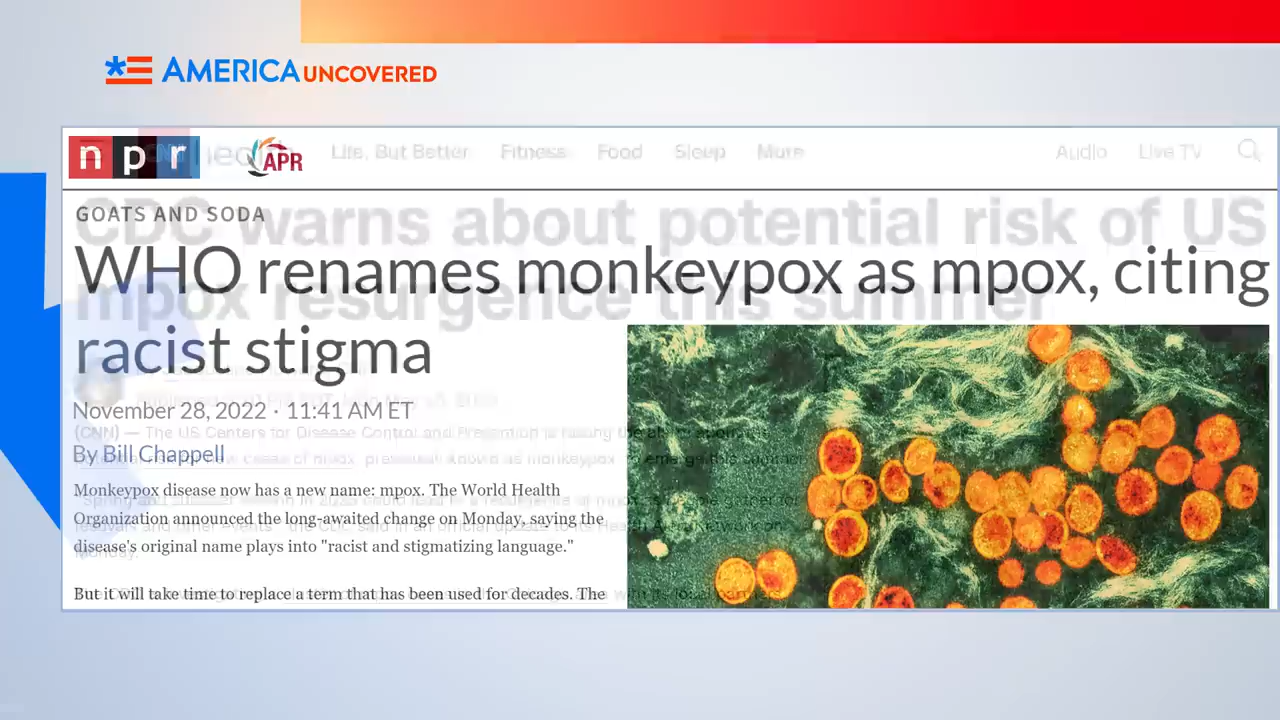 AMERICA UNCOVERED
npr
APR
Life, But Better Fitness Food Sleep More Audio Live TV
GOATS AND SODA
CDC warns about potential risk of US
WHO renames monkeypox as mpox, citing
mpox resurgence this summer
racist stigma
November 28, 2022 · 11:41 AM ET
By Bill Chappell
Monkeypox disease now has a new name: mpox. The World Health
Organization announced the long-awaited change on Monday, saying the
disease's original name plays into "racist and stigmatizing language."
But it will take time to replace a term that has been used for decades. The